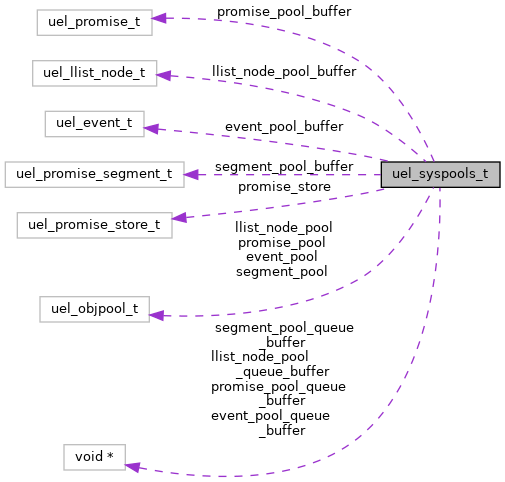 promise_pool_buffer
uel_promise_t
llist_node_pool_buffer
uel_llist_node_t
event_pool_buffer
uel_event_t
segment_pool_buffer
uel_promise_segment_t
uel_syspools_t
promise_store
uel_promise_store_t
llist_node_pool
promise_pool
event_pool
segment_pool
uel_objpool_t
segment_pool_queue
_buffer
llist_node_pool
_queue_buffer
promise_pool_queue
_buffer
event_pool_queue
_buffer
void *